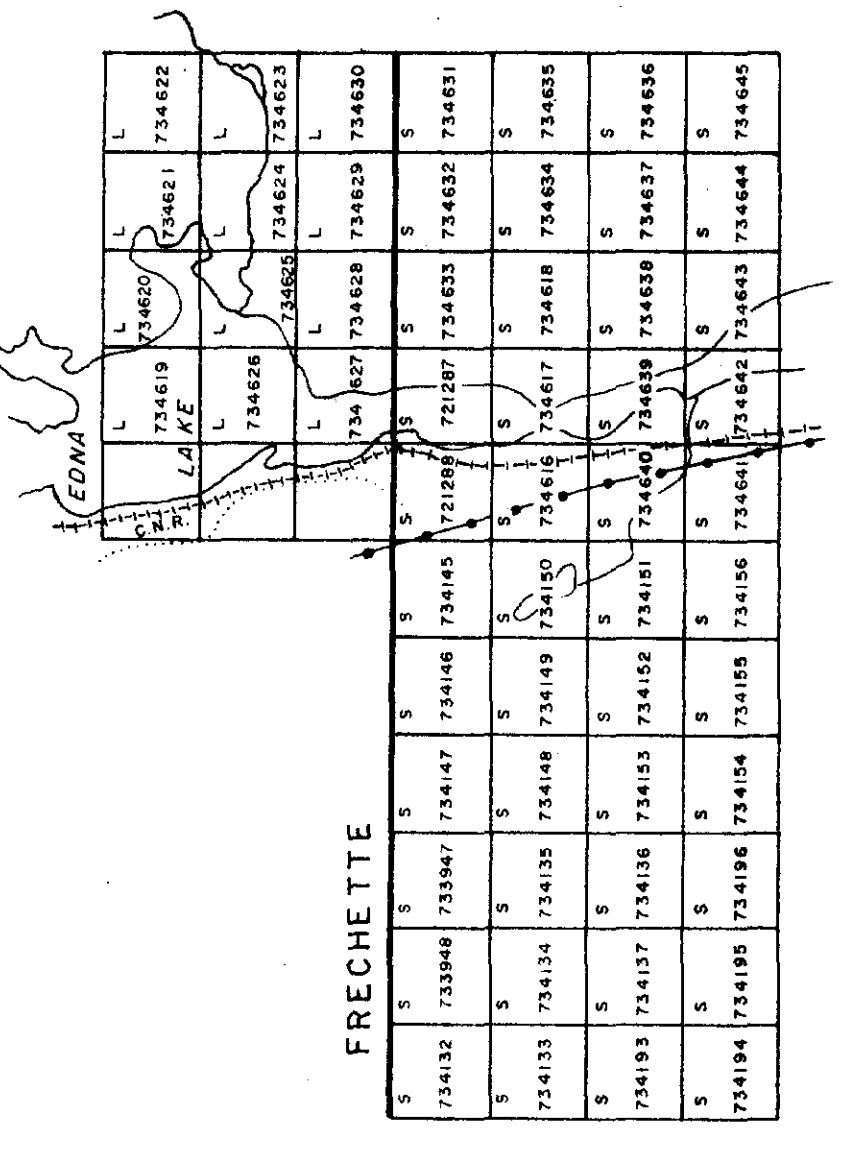 EDNA
L L L L
C.N.R.
734619 734620 734621 734622
LAKE
L L L L
734626 734625 734624 734623
L L L L
FRECHETTE
734627 734628 734629 734630
S S S S S S S S S S S
734132 733948 733947 734147 734146 734145 721288 721287 734633 734632 734631
S S S S S S S S S S S
734133 734134 734135 734148 734149 734150 734616 734617 734618 734634 734635
S S S S S S S S S S S
734193 734137 734136 734153 734152 734151 734640 734639 734638 734637 734636
S S S S S S S S S S S
734194 734195 734196 734154 734155 734156 734641 734642 734643 734644 734645